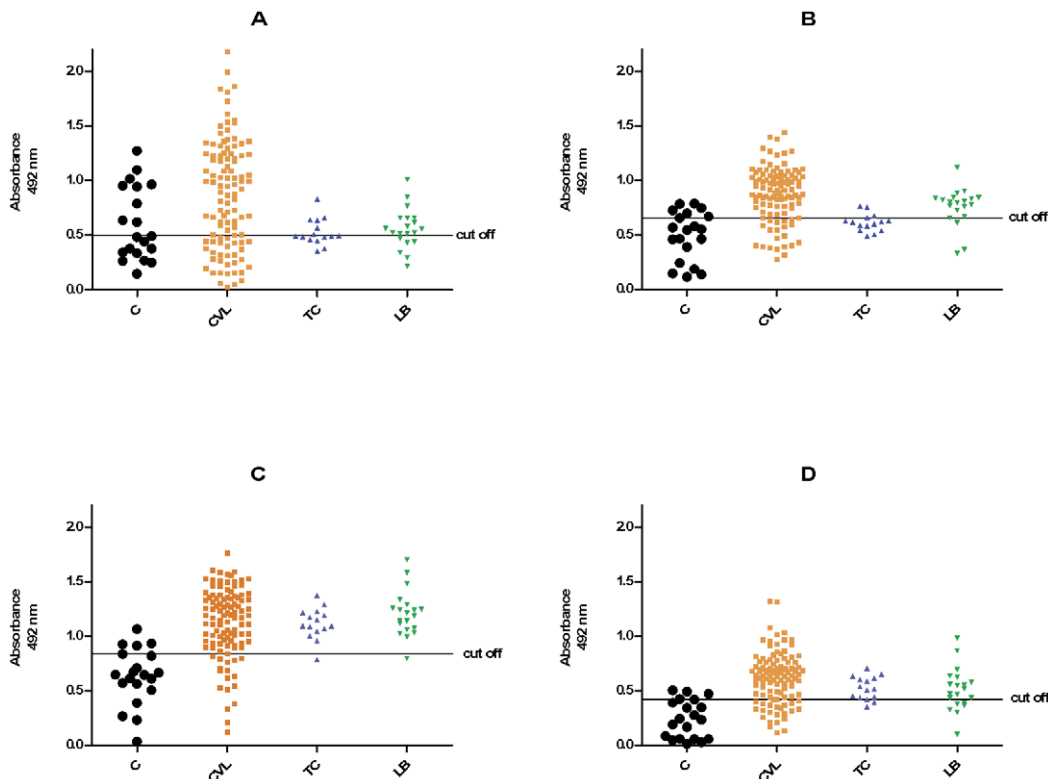 A
2.0
1.5
1.0
0.5
0.0
Absorbance
492 nm
cut off
C
CVL
TC
LB
B
2.0
1.5
1.0
0.5
0.0
Absorbance
492 nm
cut off
C
CVL
TC
LB
C
2.0
1.5
1.0
0.5
0.0
Absorbance
492 nm
cut off
C
CVL
TC
LB
D
2.0
1.5
1.0
0.5
0.0
Absorbance
492 nm
cut off
C
CVL
TC
LB